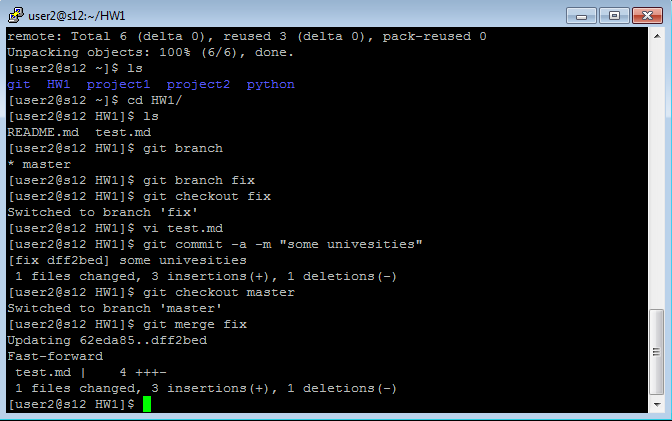 user2@s12:~/HW1
remote: Total 6 (delta 0), reused 3 (delta 0), pack-reused 0
Unpacking objects: 100% (6/6), done.
[user2@s12 ~]$ ls
git  HW1  project1  project2  python
[user2@s12 ~]$ cd HW1/
[user2@s12 HW1]$ ls
README.md  test.md
[user2@s12 HW1]$ git branch
* master
[user2@s12 HW1]$ git branch fix
[user2@s12 HW1]$ git checkout fix
Switched to branch 'fix'
[user2@s12 HW1]$ vi test.md
[user2@s12 HW1]$ git commit -a -m "some univesities"
[fix dff2bed] some univesities
 1 files changed, 3 insertions(+), 1 deletions(-)
[user2@s12 HW1]$ git checkout master
Switched to branch 'master'
[user2@s12 HW1]$ git merge fix
Updating 62eda85..dff2bed
Fast-forward
 test.md |    4 +++-
 1 files changed, 3 insertions(+), 1 deletions(-)
[user2@s12 HW1]$